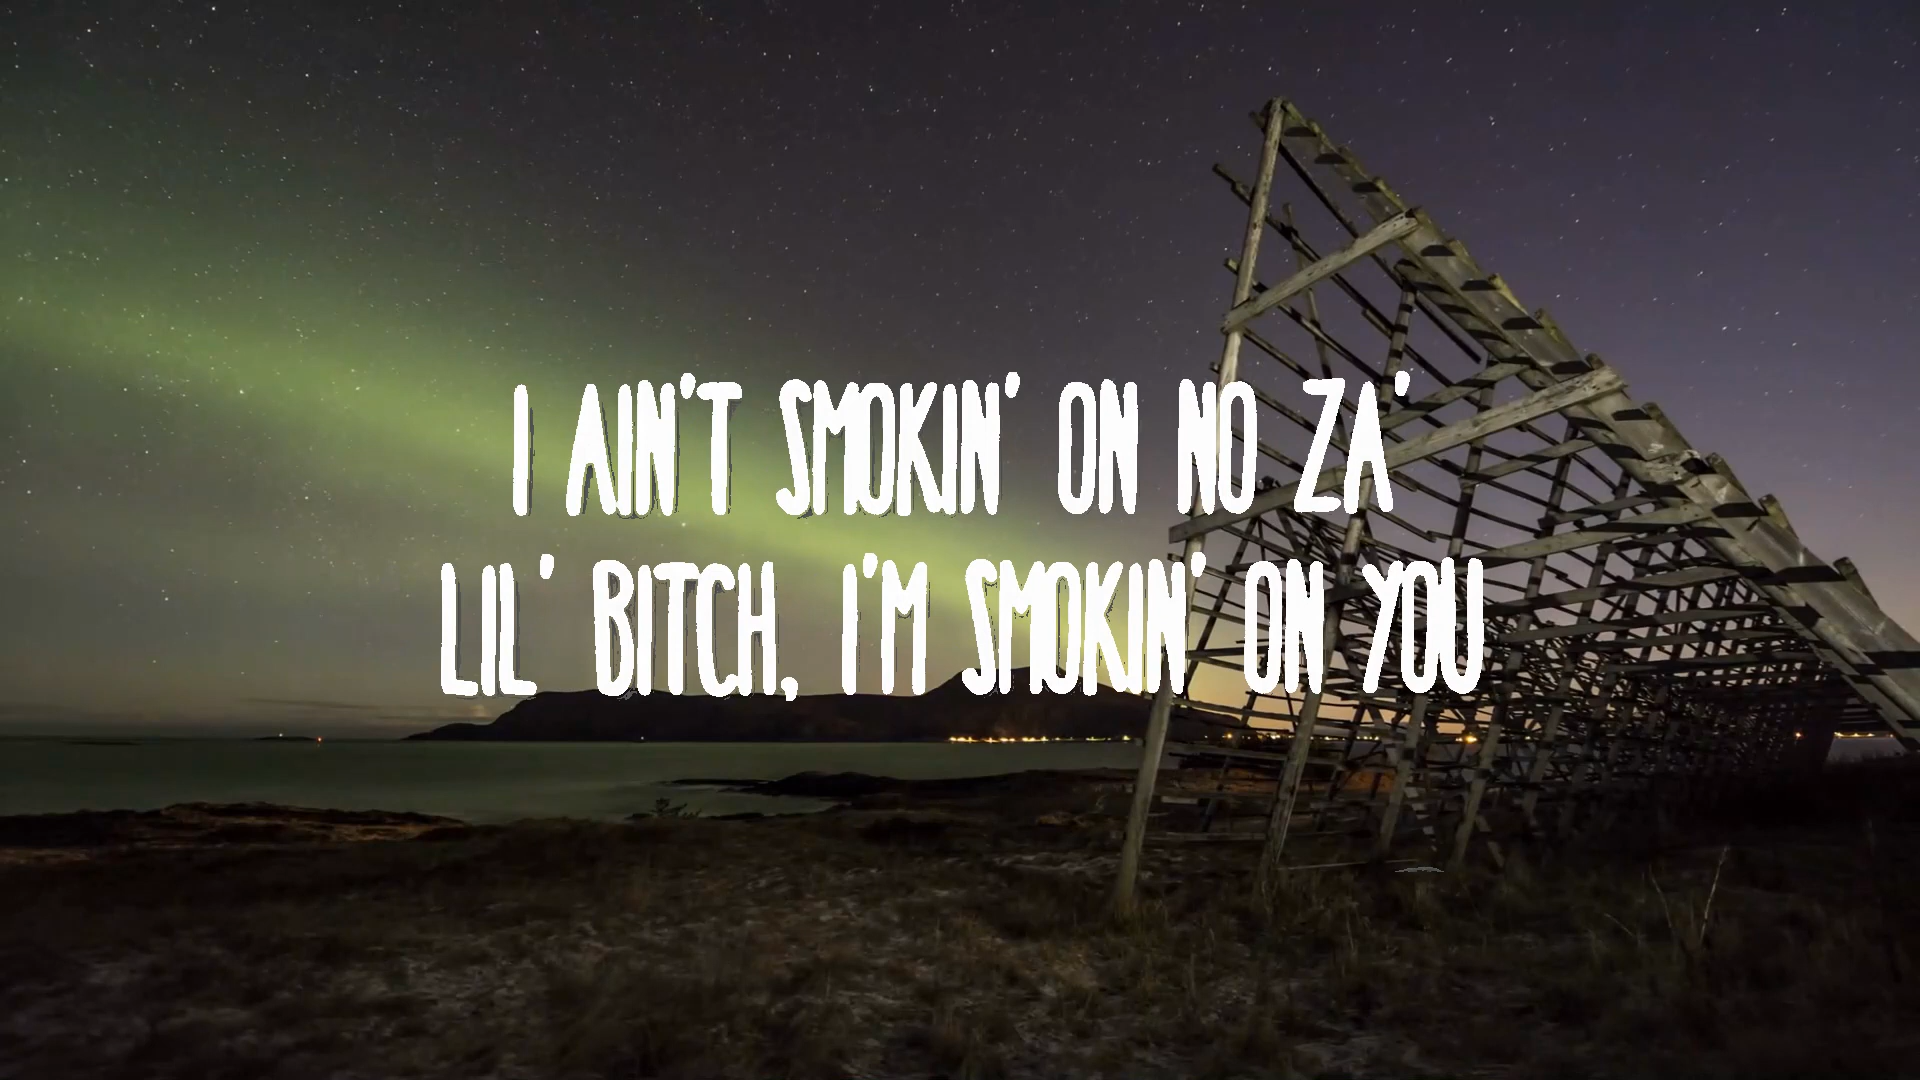 I AIN'T SMOKIN' ON NO ZA'
LIL' BITCH, I'M SMOKIN' ON YOU